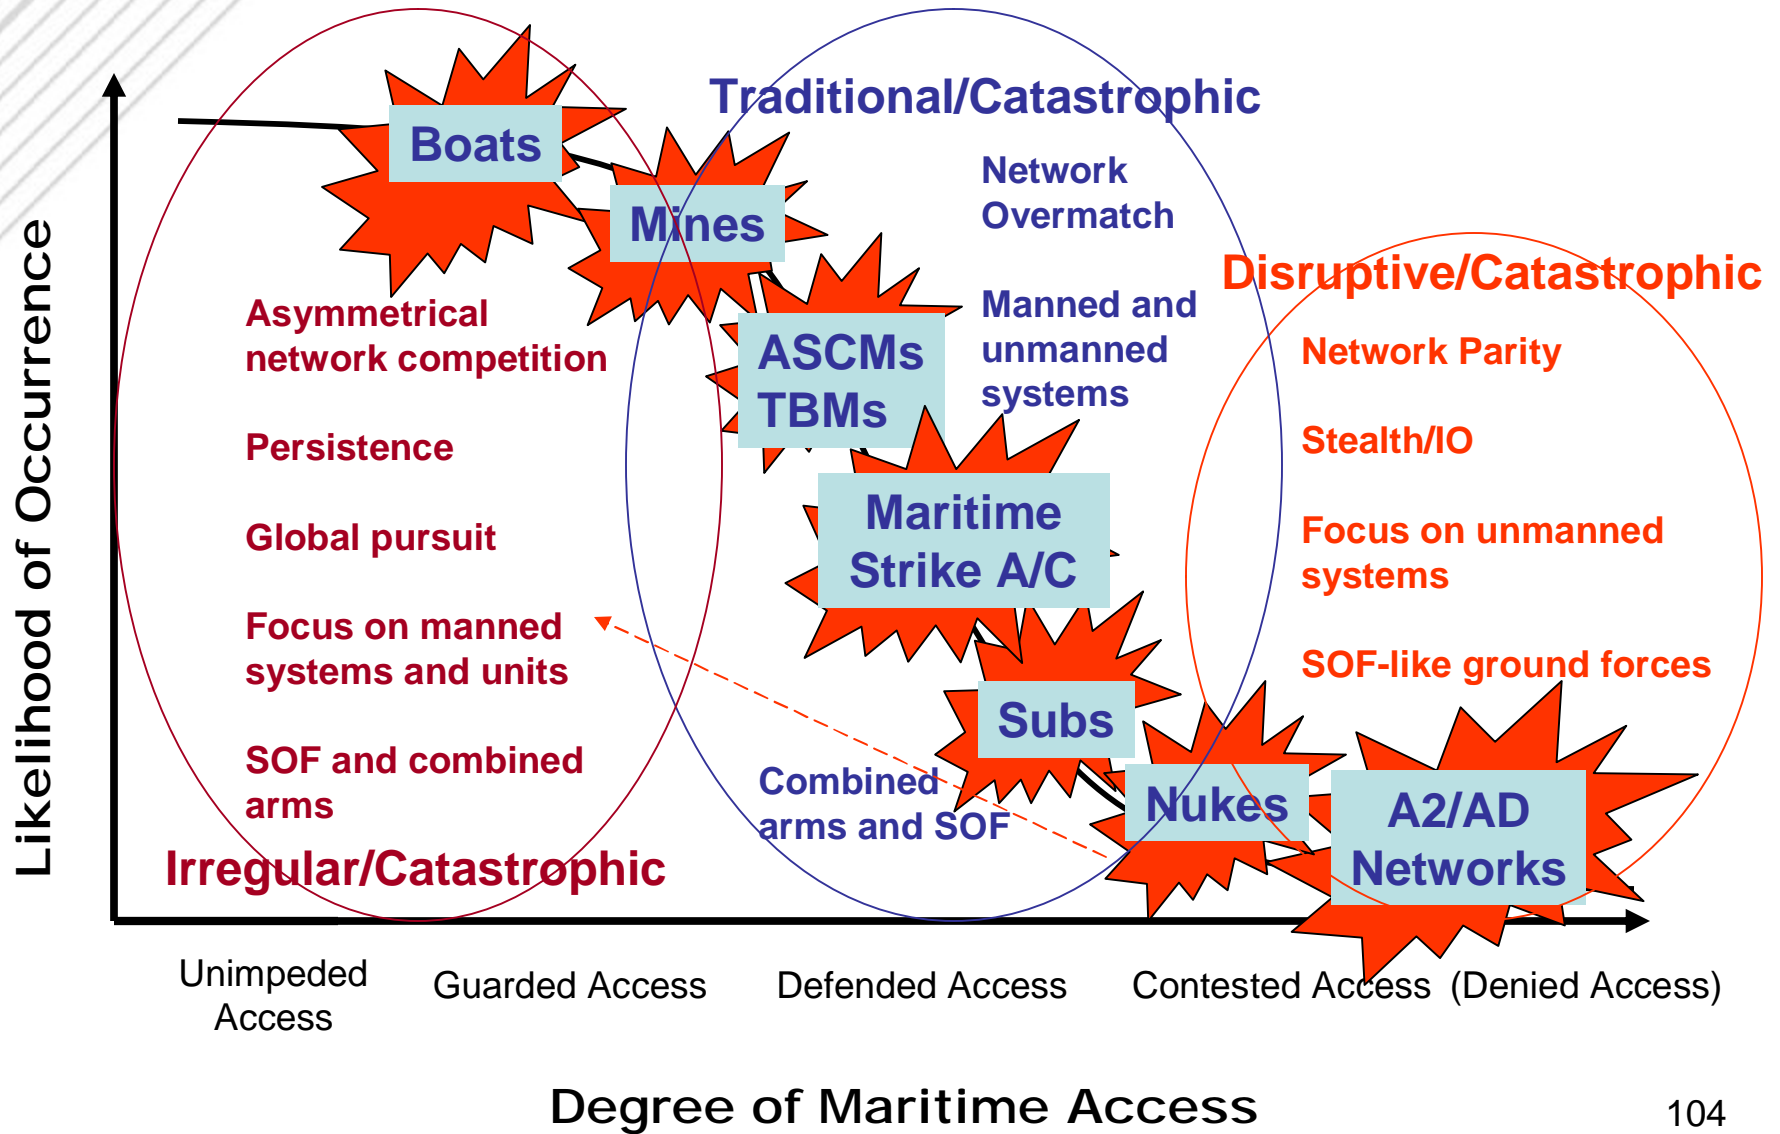 Traditional/Catastrophic
Boats
Mines
Network
Overmatch
Disruptive/Catastrophic
Asymmetrical
network competition
ASCMs
TBMs
Manned and
unmanned
systems
Network Parity
Persistence
Stealth/IO
Global pursuit
Maritime
Strike A/C
Focus on unmanned
systems
Focus on manned
systems and units
SOF-like ground forces
Subs
SOF and combined
arms
Combined
arms and SOF
Nukes
A2/AD
Networks
Irregular/Catastrophic
Likelihood of Occurrence
Unimpeded
Access
Guarded Access
Defended Access
Contested Access
(Denied Access)
Degree of Maritime Access
104